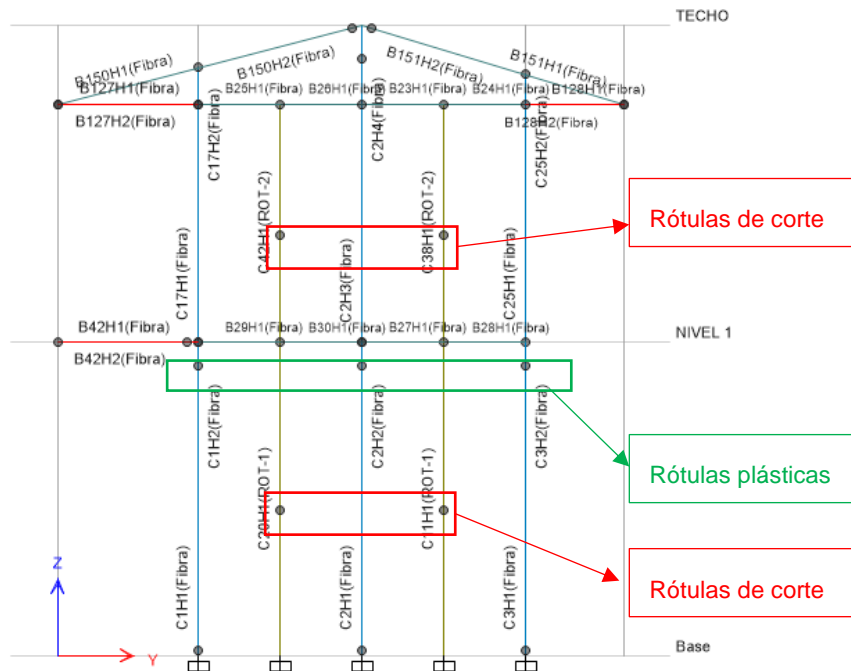 TECHO
B150H1(Fibra)
B150H2(Fibra)
B151H2(Fibra)
B151H1(Fibra)
B127H1(Fibra)
B25H1(Fibra)
B26H1(Fibra)
B23H1(Fibra)
B24H1(Fibra)
B128H1(Fibra)
B127H2(Fibra)
B128H2(Fibra)
C17H2(Fibra)
C2H4(Fibra)
C25H2(Fibra)
C42H1(ROT-2)
C38H1(ROT-2)
Rótulas de corte
C17H1(Fibra)
C2H3(Fibra)
C25H1(Fibra)
B42H1(Fibra)
B29H1(Fibra)
B30H1(Fibra)
B27H1(Fibra)
B28H1(Fibra)
NIVEL 1
B42H2(Fibra)
C1H2(Fibra)
C2H2(Fibra)
C3H2(Fibra)
Rótulas plásticas
C20H1(ROT-1)
C11H1(ROT-1)
Rótulas de corte
Z
C1H1(Fibra)
C2H1(Fibra)
C3H1(Fibra)
Y
Base